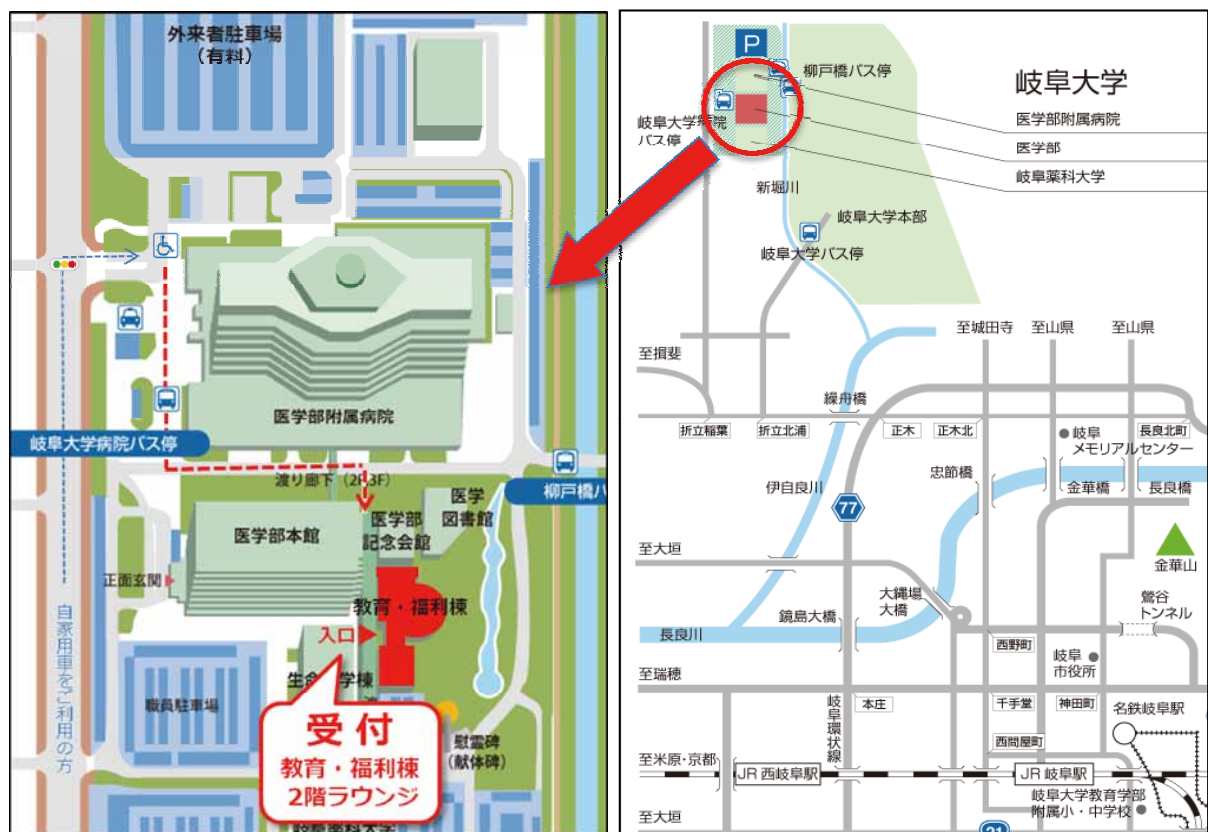 外来者駐車場
(有料)
医学部附属病院
岐阜大学病院バス停
渡り廊下(2F3F)
柳戸橋バ
医学
図書館
医学部
記念会館
医学部本館
正面玄関
教育・福利棟
入口
自家用車をご利用の方
職員駐車場
受付
教育・福利棟
2階ラウンジ
慰霊碑
(献体碑)
P
柳戸橋バス停
岐阜大学
医学部附属病院
医学部
岐阜薬科大学
岐阜大学病院
バス停
新堀川
岐阜大学本部
岐阜大学バス停
至城田寺
至山県
至山県
至揖斐
繰舟橋
折立稲葉
折立北浦
正木
正木北
岐阜
メモリアルセンター
長良北町
忠節橋
金華橋
長良橋
伊自良川
77
至大垣
金華山
大縄場
大橋
鏡島大橋
鶯谷
トンネル
長良川
西野町
岐阜
市役所
至瑞穂
岐阜環状線
本庄
千手堂
神田町
名鉄岐阜駅
西問屋町
至米原・京都
JR 西岐阜駅
JR 岐阜駅
岐阜大学教育学部
附属小・中学校
至大垣
21